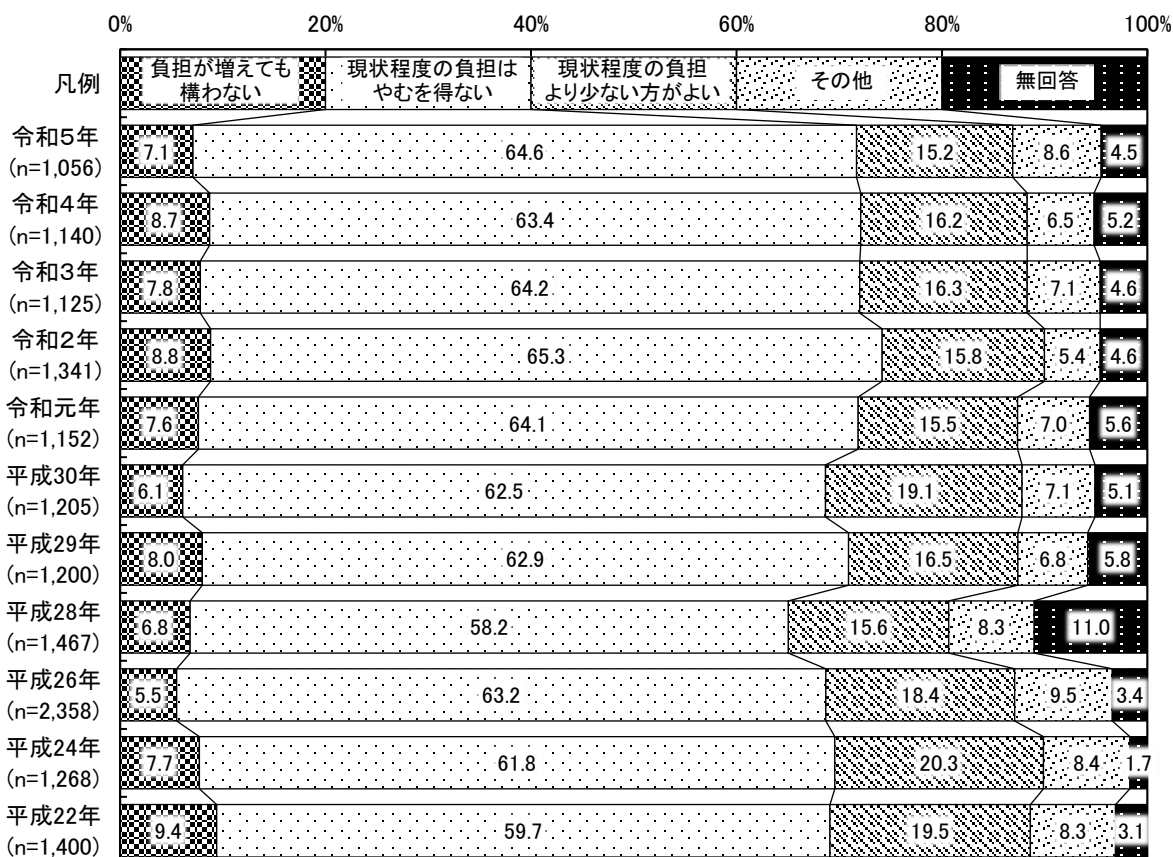 0% 20% 40% 60% 80% 100%
凡例
負担が増えても
構わない
現状程度の負担は
やむを得ない
現状程度の負担
より少ない方がよい
その他
無回答
令和5年
(n=1,056)
7.1 64.6 15.2 8.6 4.5
令和4年
(n=1,140)
8.7 63.4 16.2 6.5 5.2
令和3年
(n=1,125)
7.8 64.2 16.3 7.1 4.6
令和2年
(n=1,341)
8.8 65.3 15.8 5.4 4.6
令和元年
(n=1,152)
7.6 64.1 15.5 7.0 5.6
平成30年
(n=1,205)
6.1 62.5 19.1 7.1 5.1
平成29年
(n=1,200)
8.0 62.9 16.5 6.8 5.8
平成28年
(n=1,467)
6.8 58.2 15.6 8.3 11.0
平成26年
(n=2,358)
5.5 63.2 18.4 9.5 3.4
平成24年
(n=1,268)
7.7 61.8 20.3 8.4 1.7
平成22年
(n=1,400)
9.4 59.7 19.5 8.3 3.1